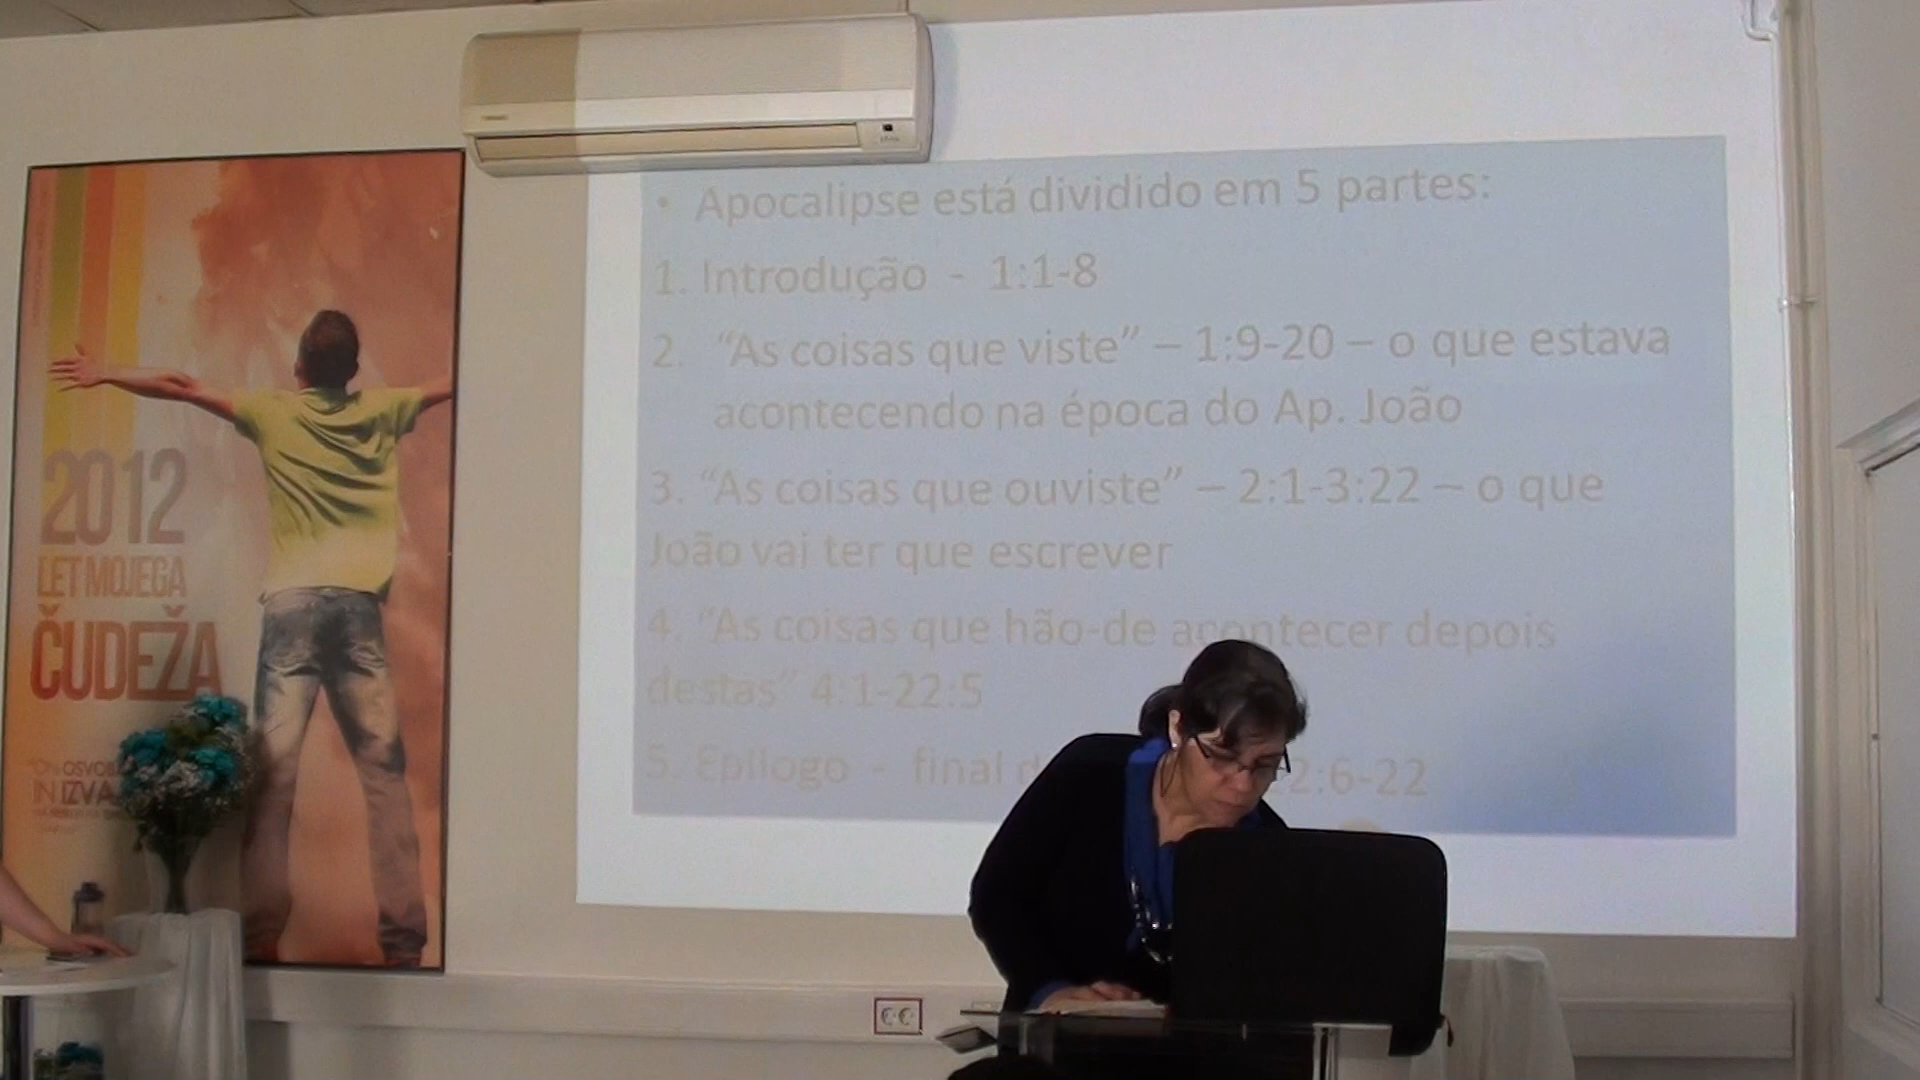 • Apocalipse está dividido em 5 partes:
1. Introdução - 1:1-8
2. “As coisas que viste” – 1:9-20 – o que estava
acontecendo na época do Ap. João
3. “As coisas que ouviste” – 2:1-3:22 – o que
João vai ter que escrever
4. “As coisas que hão-de acontecer depois
destas” 4:1-22:5
5. Epílogo - final 2:6-22
2012
LET MOJEGA
ČUDEŽA